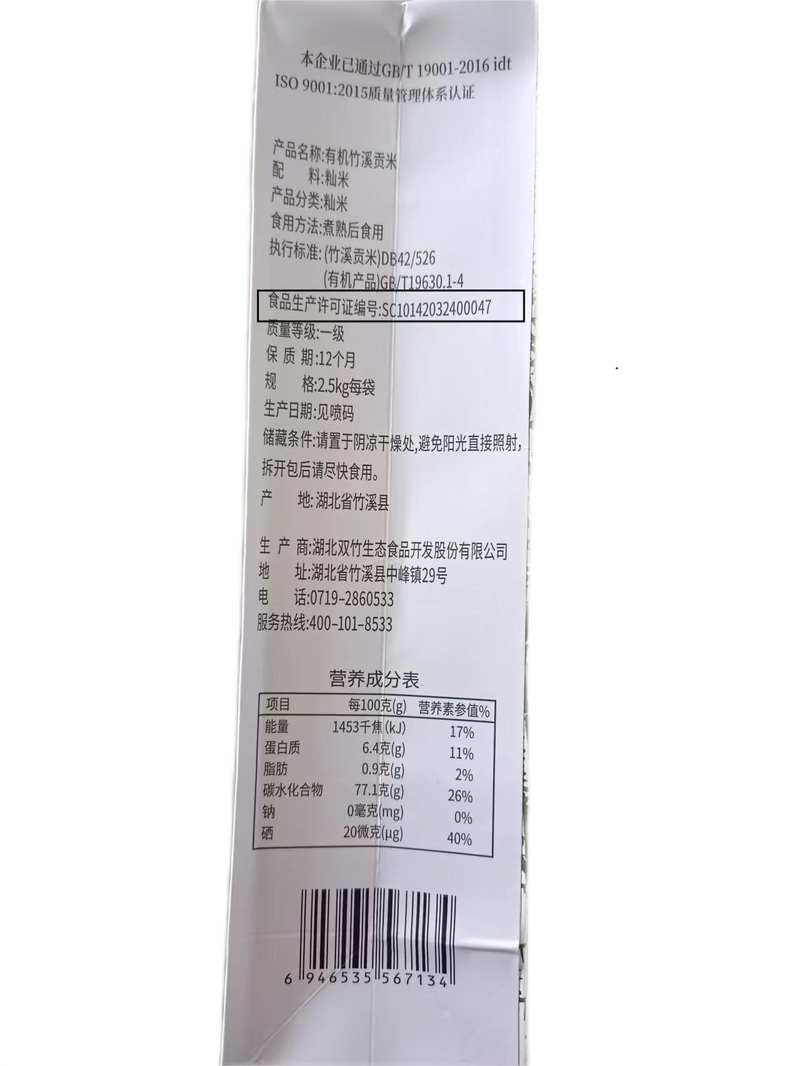 本企业已通过GB/T 19001-2016 idt
ISO 9001:2015质量管理体系认证
产品名称:有机竹溪贡米
配 料:籼米
产品分类:籼米
食用方法:煮熟后食用
执行标准:(竹溪贡米)DB42/526
(有机产品)GB/T19630.1-4
食品生产许可证编号:SC10142032400047
质量等级:一级
保 质 期:12个月
规 格:2.5kg每袋
生产日期:见喷码
储藏条件:请置于阴凉干燥处,避免阳光直接照射,
拆开包后请尽快食用。
产 地:湖北省竹溪县
生 产 商:湖北双竹生态食品开发股份有限公司
地 址:湖北省竹溪县中峰镇29号
电 话:0719-2860533
服务热线:400-101-8533
营养成分表
项目 每100克(g) 营养素参值%
能量 1453千焦(kJ) 17%
蛋白质 6.4克(g) 11%
脂肪 0.9克(g) 2%
碳水化合物 77.1克(g) 26%
钠 0毫克(mg) 0%
硒 20微克(μg) 40%
6 946535 567134